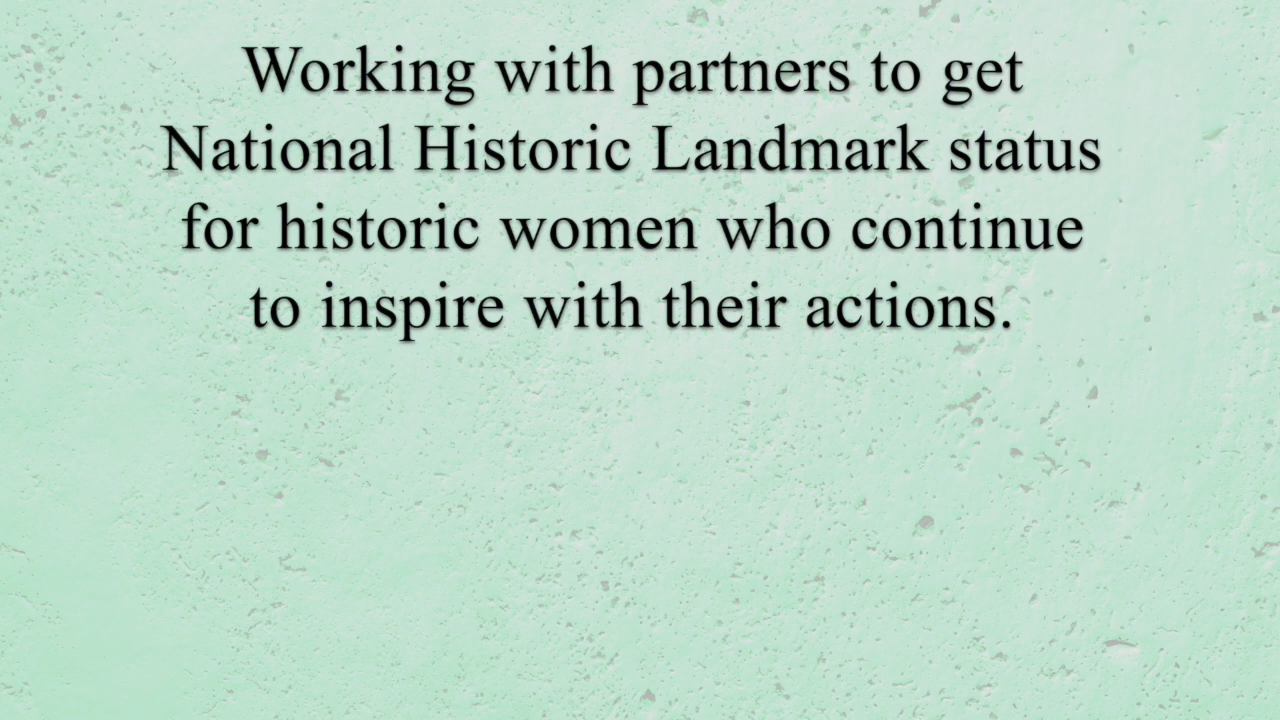 Working with partners to get
National Historic Landmark status
for historic women who continue
to inspire with their actions.